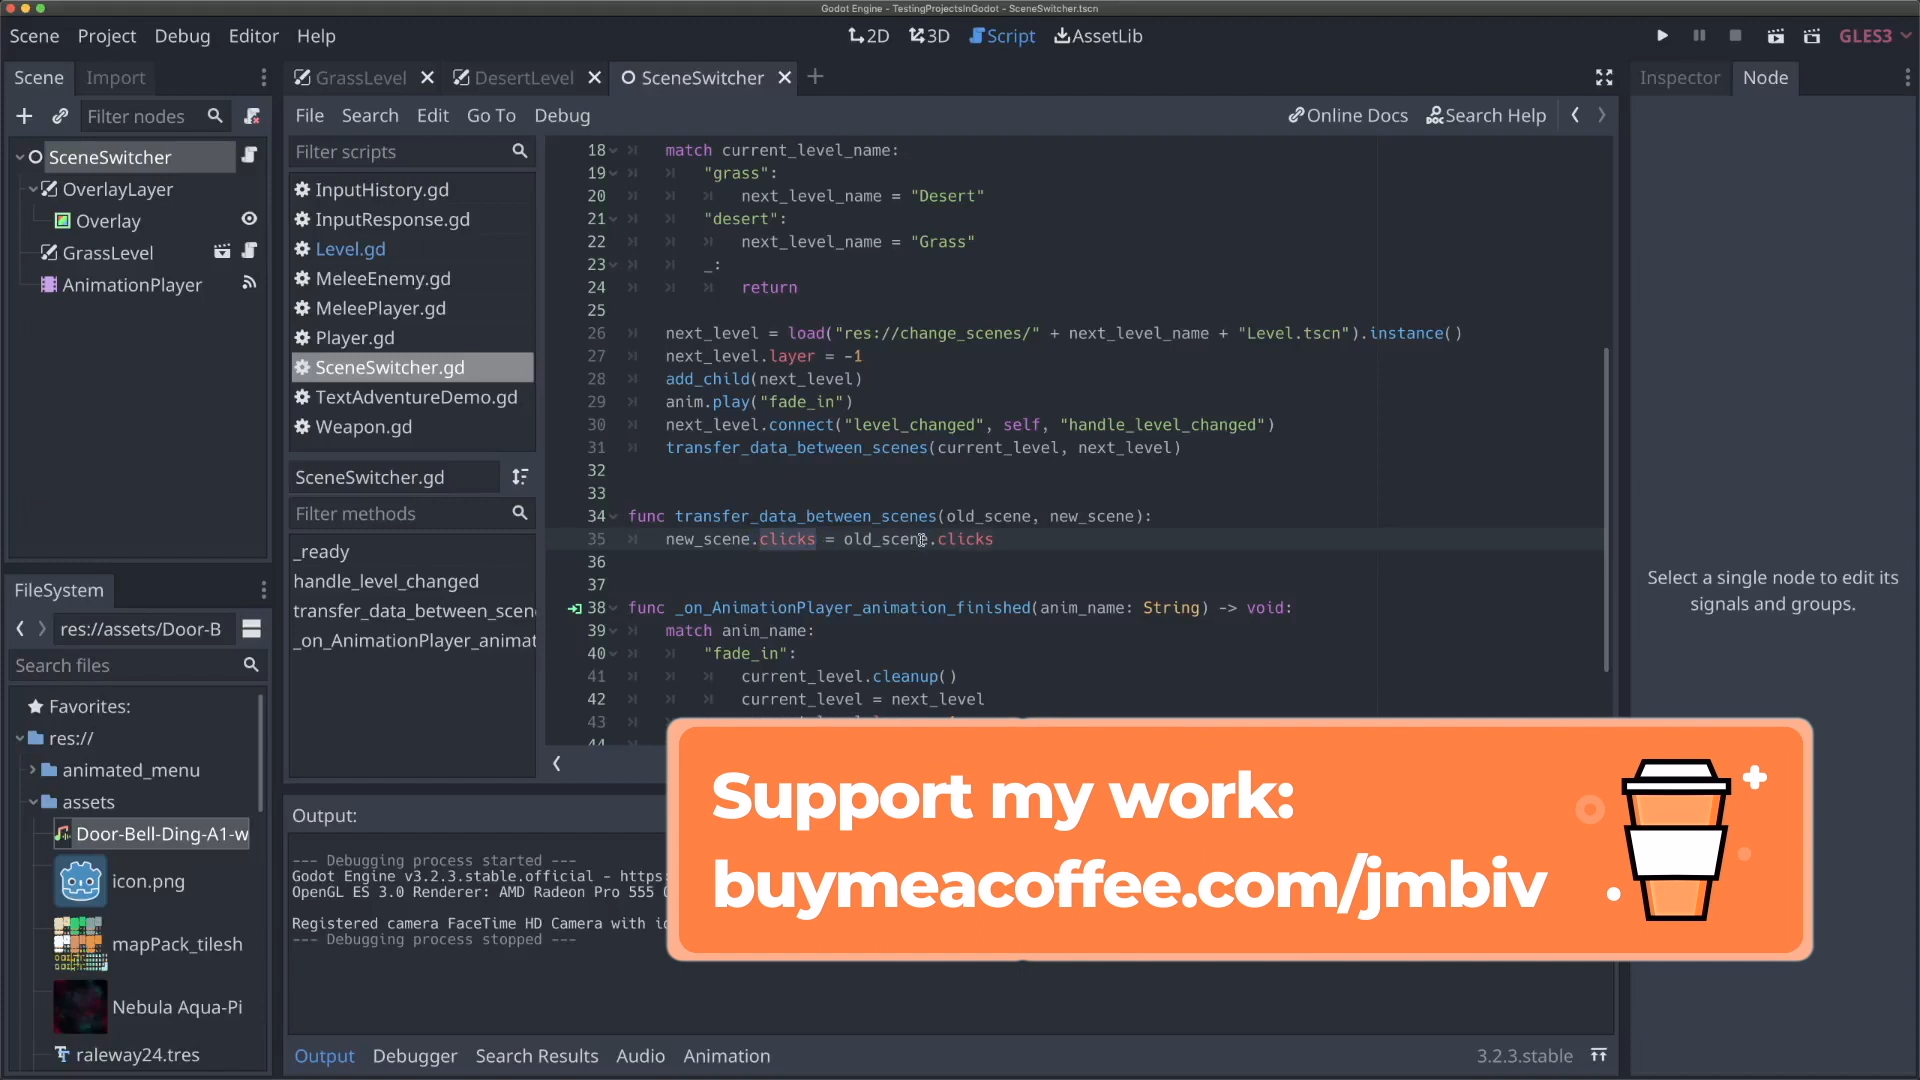 Godot Engine - TestingProjectsInGodot - SceneSwitcher.tscn
Scene Project Debug Editor Help
2D 3D Script AssetLib
GLES3
Scene Import
GrassLevel DesertLevel SceneSwitcher
Inspector Node
Filter nodes
File Search Edit Go To Debug
Online Docs Search Help
SceneSwitcher
OverlayLayer
Overlay
GrassLevel
AnimationPlayer
Filter scripts
InputHistory.gd
InputResponse.gd
Level.gd
MeleeEnemy.gd
MeleePlayer.gd
Player.gd
SceneSwitcher.gd
TextAdventureDemo.gd
Weapon.gd
SceneSwitcher.gd
Filter methods
_ready
handle_level_changed
transfer_data_between_scen
_on_AnimationPlayer_animat
18 match current_level_name:
19 "grass":
20 next_level_name = "Desert"
21 "desert":
22 next_level_name = "Grass"
23 _:
24 return
25
26 next_level = load("res://change_scenes/" + next_level_name + "Level.tscn").instance()
27 next_level.layer = -1
28 add_child(next_level)
29 anim.play("fade_in")
30 next_level.connect("level_changed", self, "handle_level_changed")
31 transfer_data_between_scenes(current_level, next_level)
32
33
34 func transfer_data_between_scenes(old_scene, new_scene):
35 new_scene.clicks = old_scene.clicks
36
37
38 func _on_AnimationPlayer_animation_finished(anim_name: String) -> void:
39 match anim_name:
40 "fade_in":
41 current_level.cleanup()
42 current_level = next_level
43
44
Select a single node to edit its
signals and groups.
FileSystem
res://assets/Door-B
Search files
Favorites:
res://
animated_menu
assets
Door-Bell-Ding-A1-w
icon.png
mapPack_tilesh
Nebula Aqua-Pi
raleway24.tres
Output:
--- Debugging process started ---
Godot Engine v3.2.3.stable.official - https:
OpenGL ES 3.0 Renderer: AMD Radeon Pro 555
Registered camera FaceTime HD Camera with
--- Debugging process stopped ---
Support my work:
buymeacoffee.com/jmbiv
Output Debugger Search Results Audio Animation
3.2.3.stable